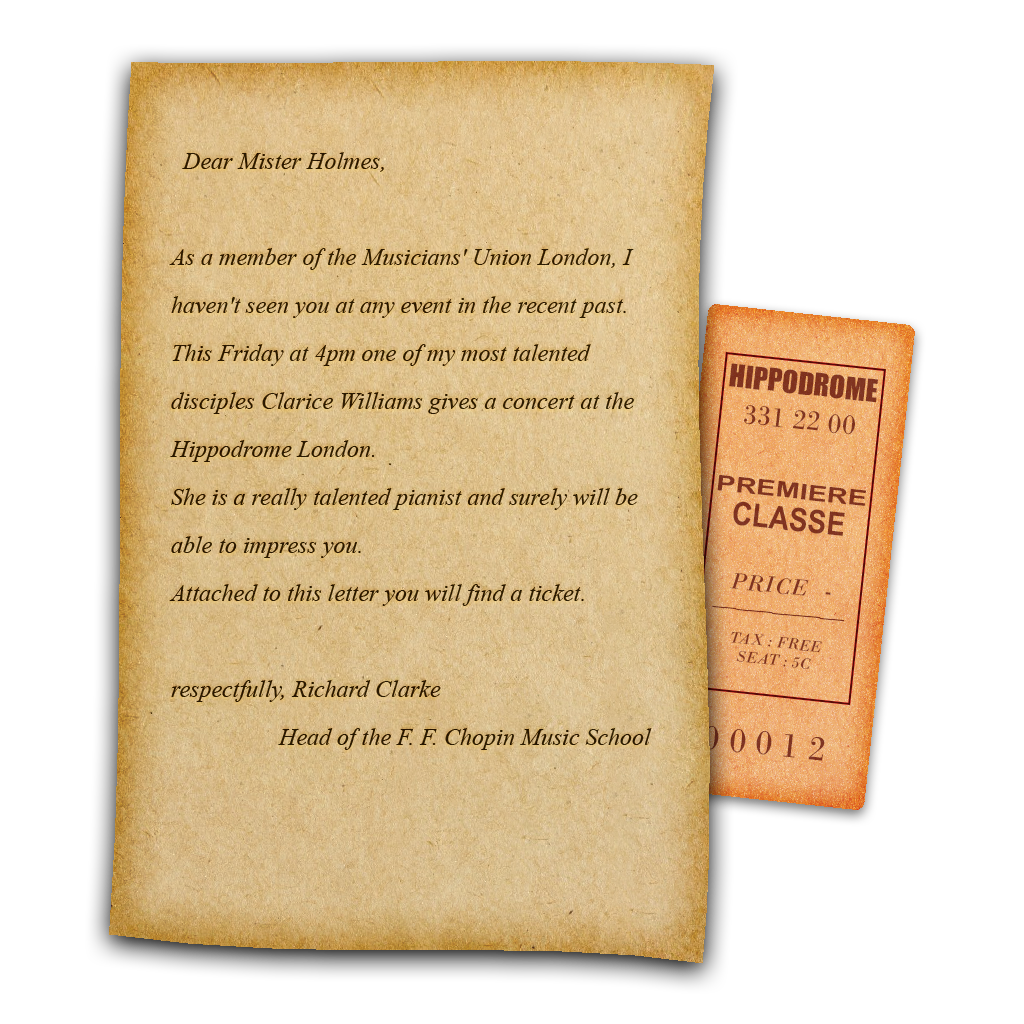 Dear Mister Holmes,
As a member of the Musicians' Union London, I
haven't seen you at any event in the recent past.
This Friday at 4pm one of my most talented
disciples Clarice Williams gives a concert at the
Hippodrome London.
She is a really talented pianist and surely will be
able to impress you.
Attached to this letter you will find a ticket.
respectfully, Richard Clarke
Head of the F. F. Chopin Music School
HIPPODROME
331 22 00
PREMIERE
CLASSE
PRICE -
TAX : FREE
SEAT : 5C
00012